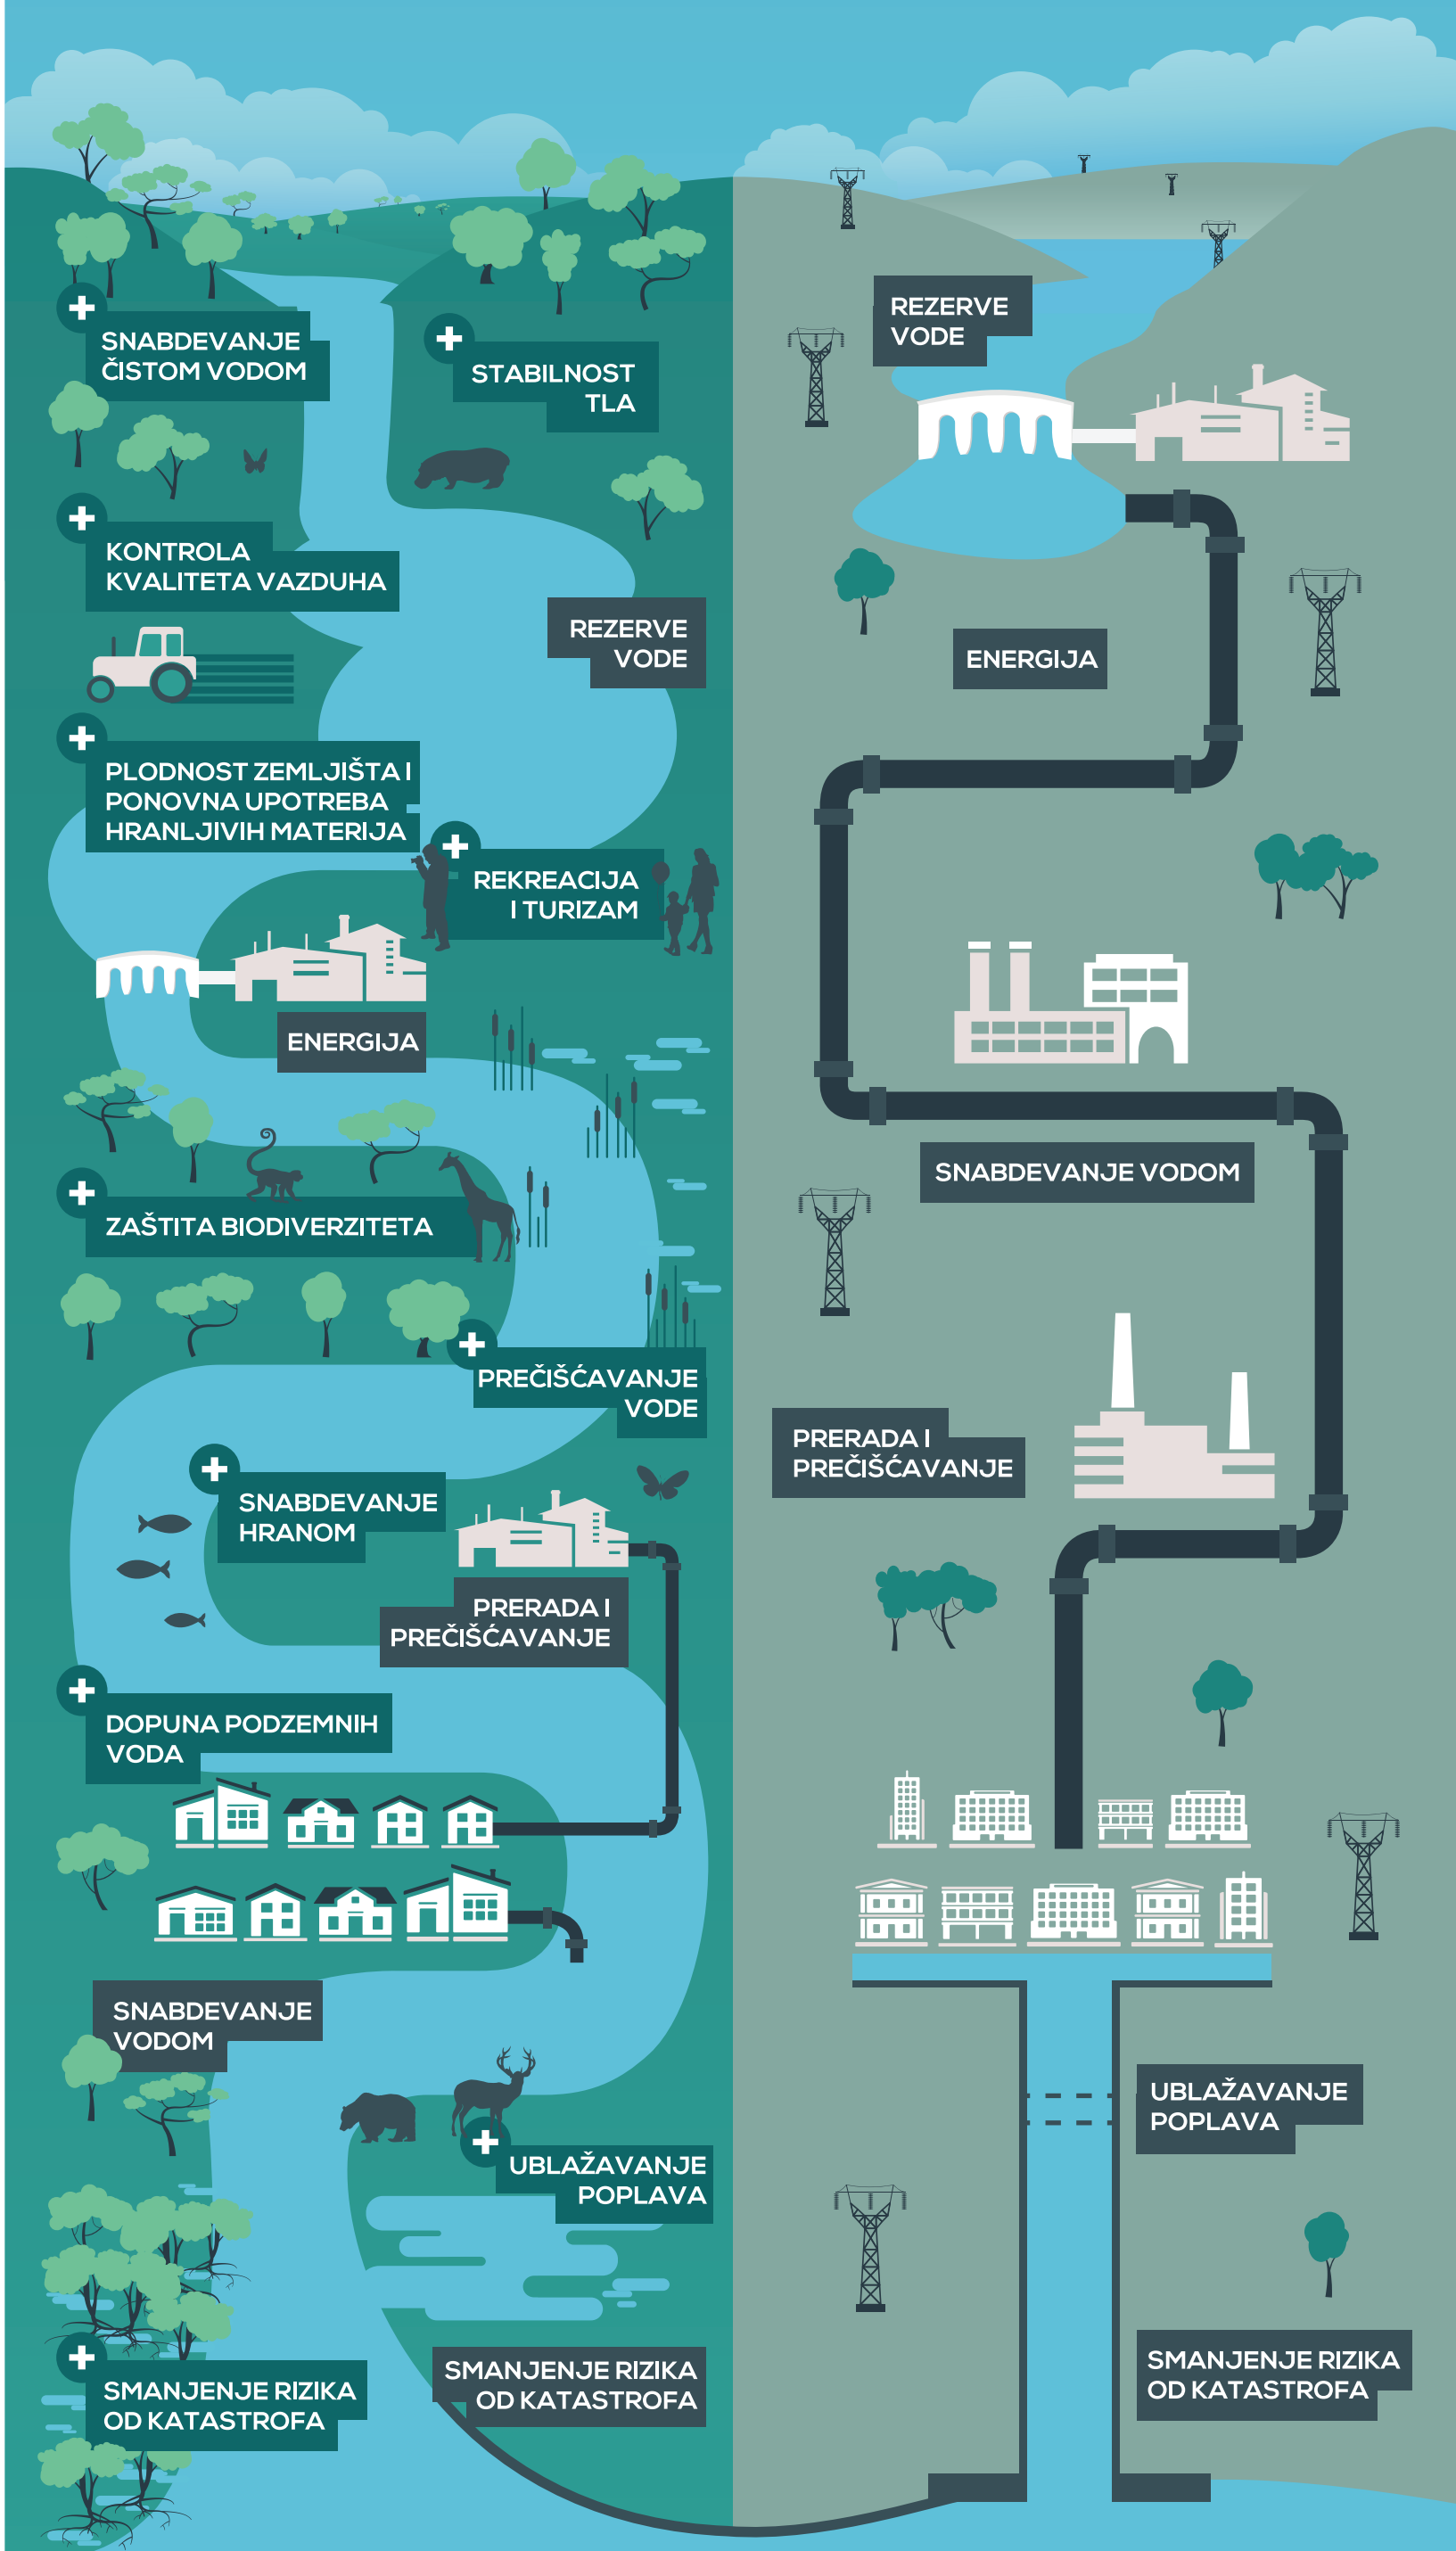 SNABDEVANJE
ČISTOM VODOM
STABILNOST
TLA
KONTROLA
KVALITETA VAZDUHA
REZERVE
VODE
PLODNOST ZEMLJIŠTA I
PONOVNA UPOTREBA
HRANLJIVIH MATERIJA
REKREACIJA
I TURIZAM
ENERGIJA
ZAŠTITA BIODIVERZITETA
PREČIŠĆAVANJE
VODE
SNABDEVANJE
HRANOM
PRERADA I
PREČIŠĆAVANJE
DOPUNA PODZEMNIH
VODA
SNABDEVANJE
VODOM
UBLAŽAVANJE
POPLAVA
SMANJENJE RIZIKA
OD KATASTROFA
SMANJENJE RIZIKA
OD KATASTROFA
REZERVE
VODE
ENERGIJA
SNABDEVANJE VODOM
PRERADA I
PREČIŠĆAVANJE
UBLAŽAVANJE
POPLAVA
SMANJENJE RIZIKA
OD KATASTROFA